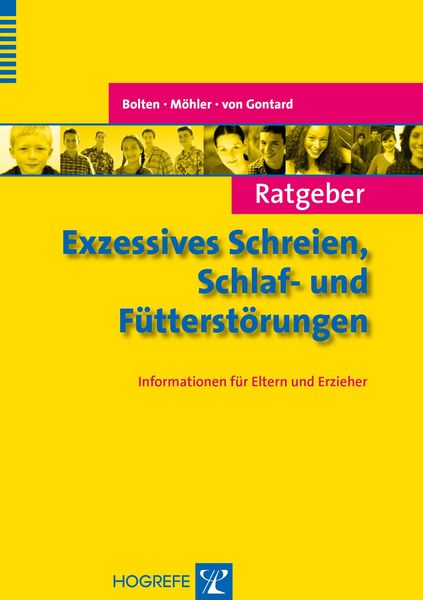 Bolten · Möhler · von Gontard
Ratgeber
Exzessives Schreien,
Schlaf- und
Fütterstörungen
Informationen für Eltern und Erzieher
HOGREFE